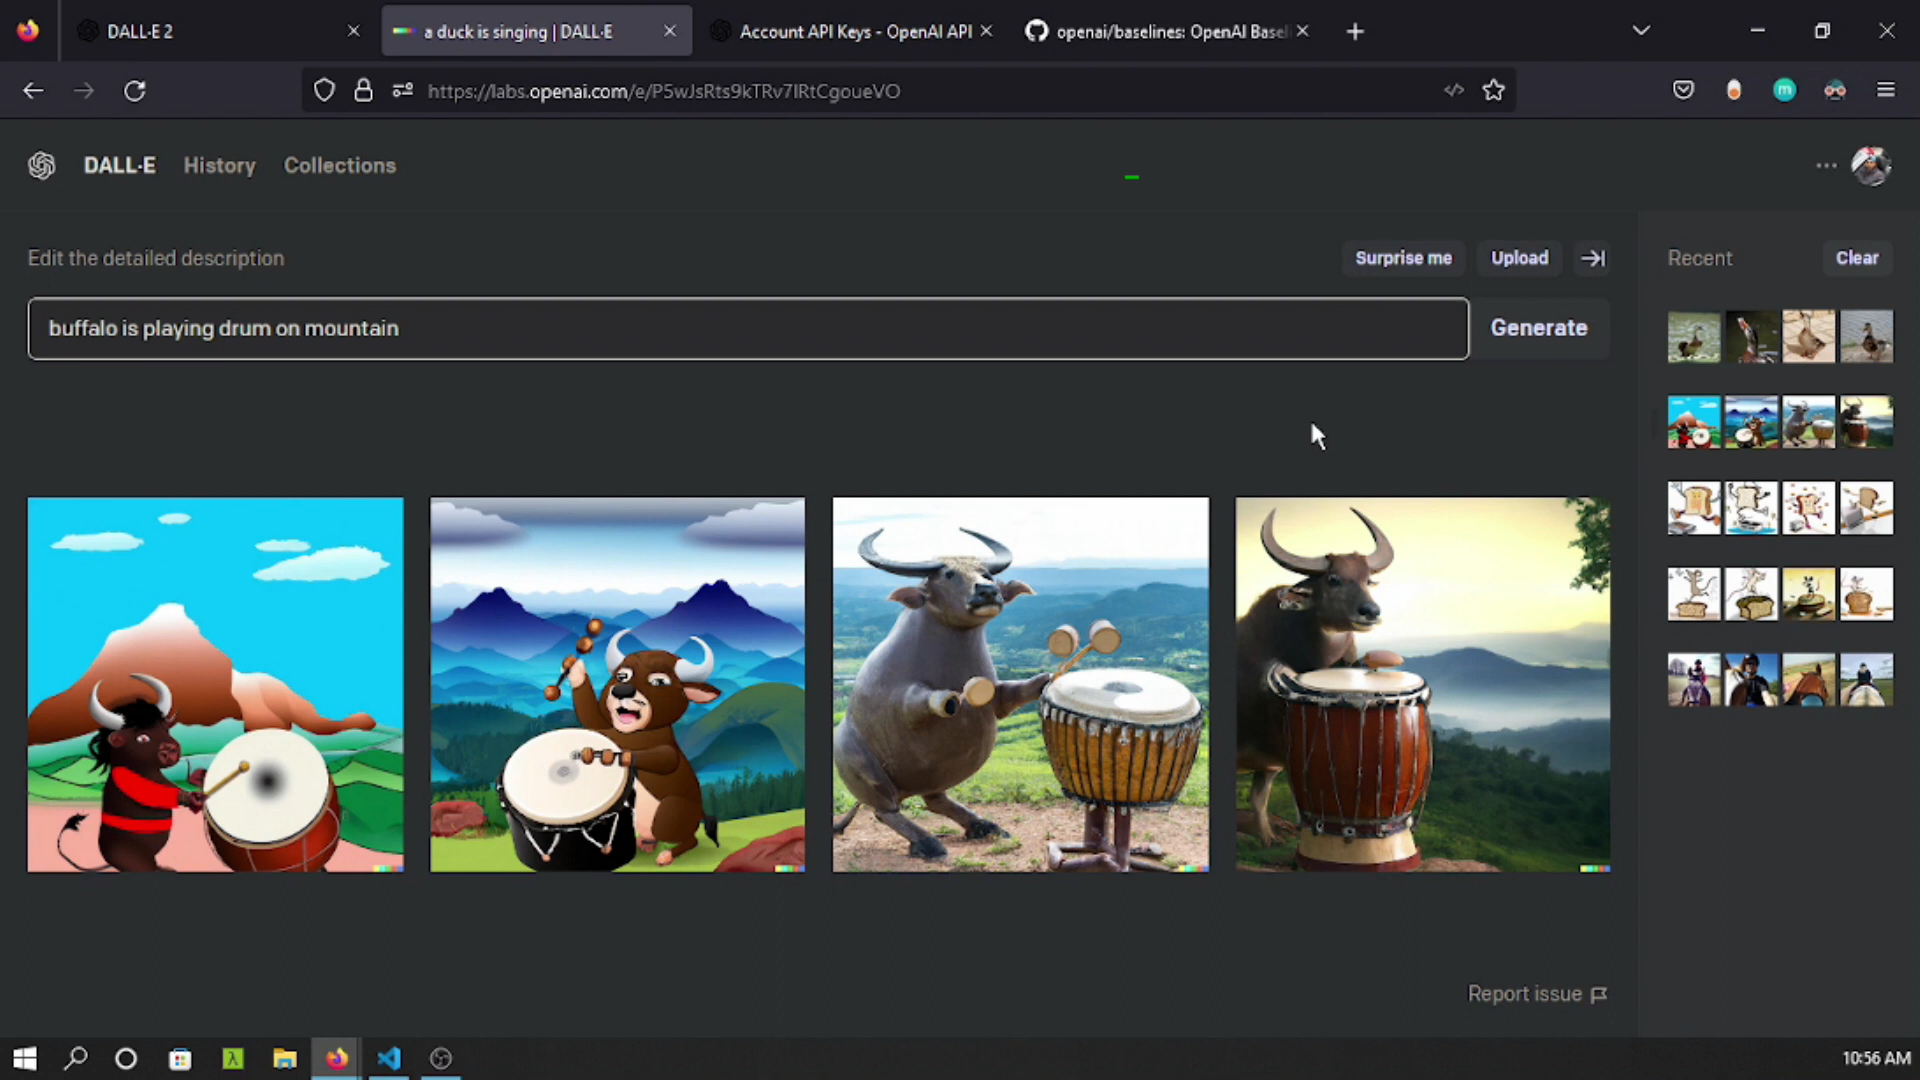 DALL·E 2
a duck is singing | DALL·E
Account API Keys - OpenAI API
openai/baselines: OpenAI Basel
https://labs.openai.com/e/P5wJsRts9kTRv7lRtCgoueVO
DALL·E History Collections
Edit the detailed description
Surprise me
Upload
Recent
Clear
buffalo is playing drum on mountain
Generate
Report issue
10:56 AM